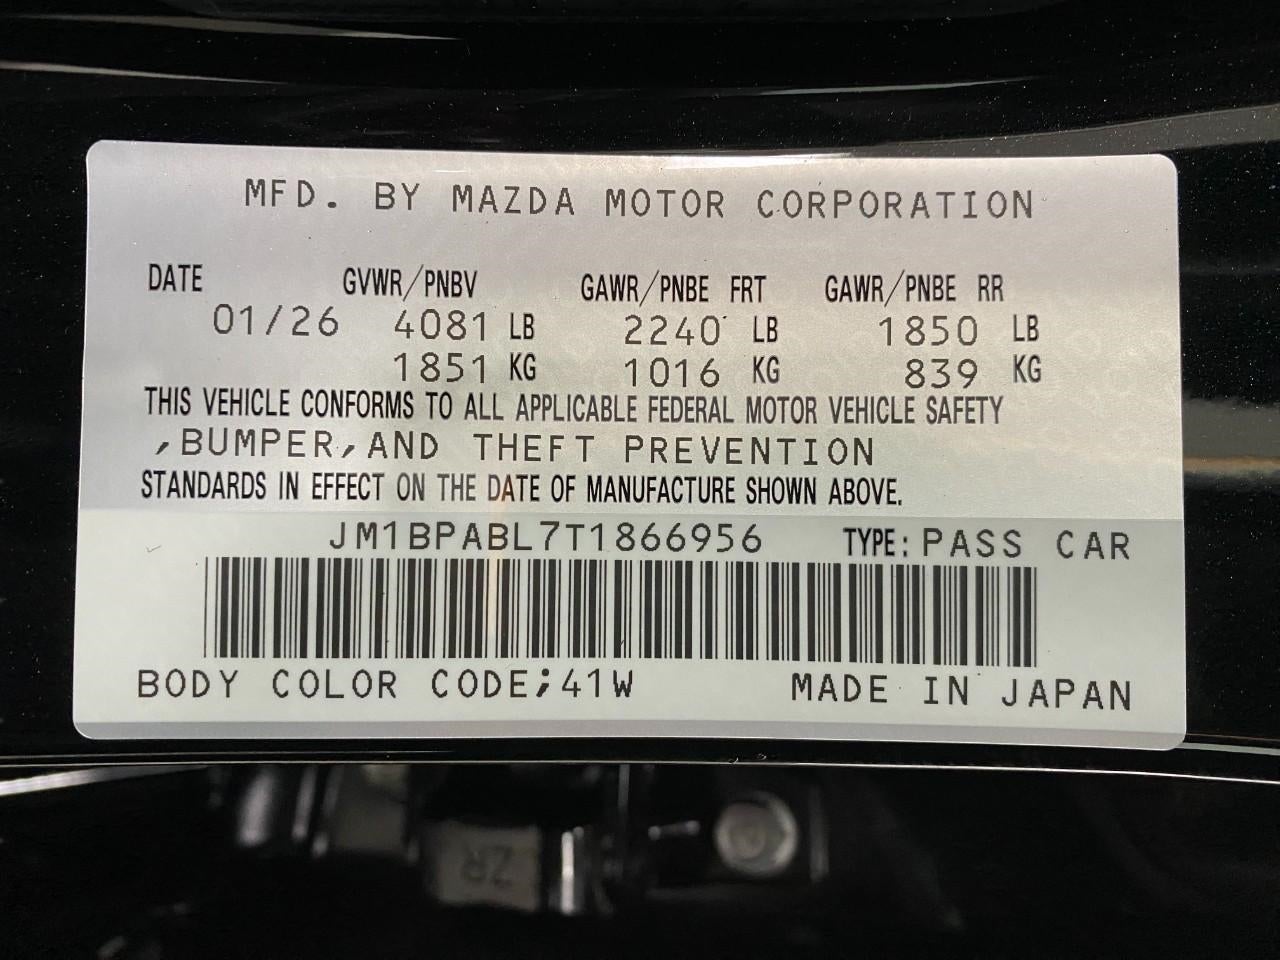 MFD. BY MAZDA MOTOR CORPORATION
DATE GVWR/PNBV GAWR/PNBE FRT GAWR/PNBE RR
01/26 4081 LB 2240 LB 1850 LB
1851 KG 1016 KG 839 KG
THIS VEHICLE CONFORMS TO ALL APPLICABLE FEDERAL MOTOR VEHICLE SAFETY
,BUMPER,AND THEFT PREVENTION
STANDARDS IN EFFECT ON THE DATE OF MANUFACTURE SHOWN ABOVE.
JM1BPABL7T1866956 TYPE: PASS CAR
BODY COLOR CODE;41W MADE IN JAPAN
ZR